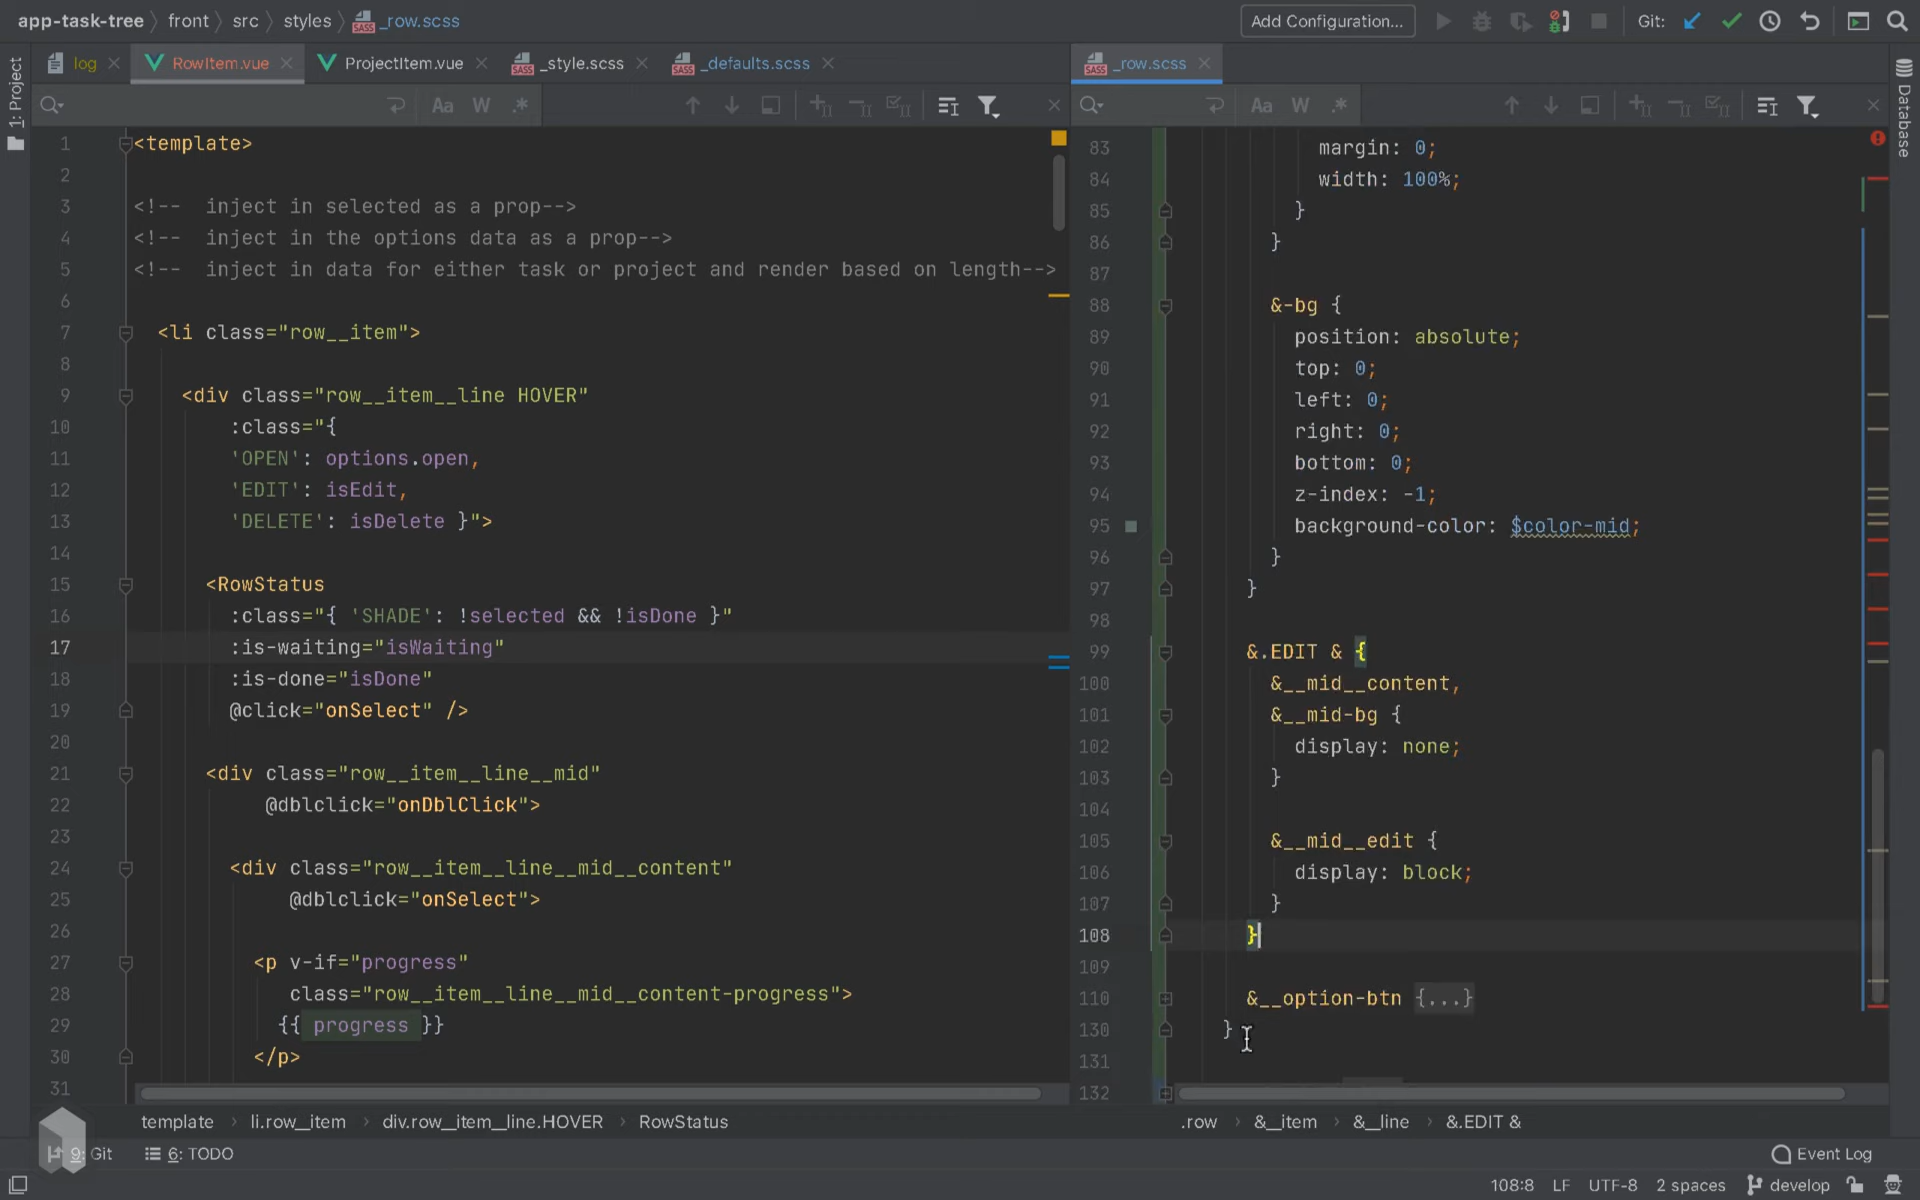 app-task-tree front src styles _row.scss Add Configuration... Git:
1: Project
log RowItem.vue ProjectItem.vue _style.scss _defaults.scss
Aa W .*
1 <template>
2
3 <!--  inject in selected as a prop-->
4 <!--  inject in the options data as a prop-->
5 <!--  inject in data for either task or project and render based on length-->
6
7 <li class="row__item">
8
9 <div class="row__item__line HOVER"
10 :class="{
11 'OPEN': options.open,
12 'EDIT': isEdit,
13 'DELETE': isDelete }">
14
15 <RowStatus
16 :class="{ 'SHADE': !selected && !isDone }"
17 :is-waiting="isWaiting"
18 :is-done="isDone"
19 @click="onSelect" />
20
21 <div class="row__item__line__mid"
22 @dblclick="onDblClick">
23
24 <div class="row__item__line__mid__content"
25 @dblclick="onSelect">
26
27 <p v-if="progress"
28 class="row__item__line__mid__content-progress">
29 {{ progress }}
30 </p>
31
template li.row__item div.row__item__line.HOVER RowStatus
_row.scss
Aa W .*
83 margin: 0;
84 width: 100%;
85 }
86 }
87
88 &-bg {
89 position: absolute;
90 top: 0;
91 left: 0;
92 right: 0;
93 bottom: 0;
94 z-index: -1;
95 background-color: $color-mid;
96 }
97 }
98
99 &.EDIT & {
100 &__mid__content,
101 &__mid-bg {
102 display: none;
103 }
104
105 &__mid__edit {
106 display: block;
107 }
108 }
109
110 &__option-btn {...}
130 }
131
132
.row &__item &__line &.EDIT &
Database
9: Git 6: TODO Event Log
108:8 LF UTF-8 2 spaces develop